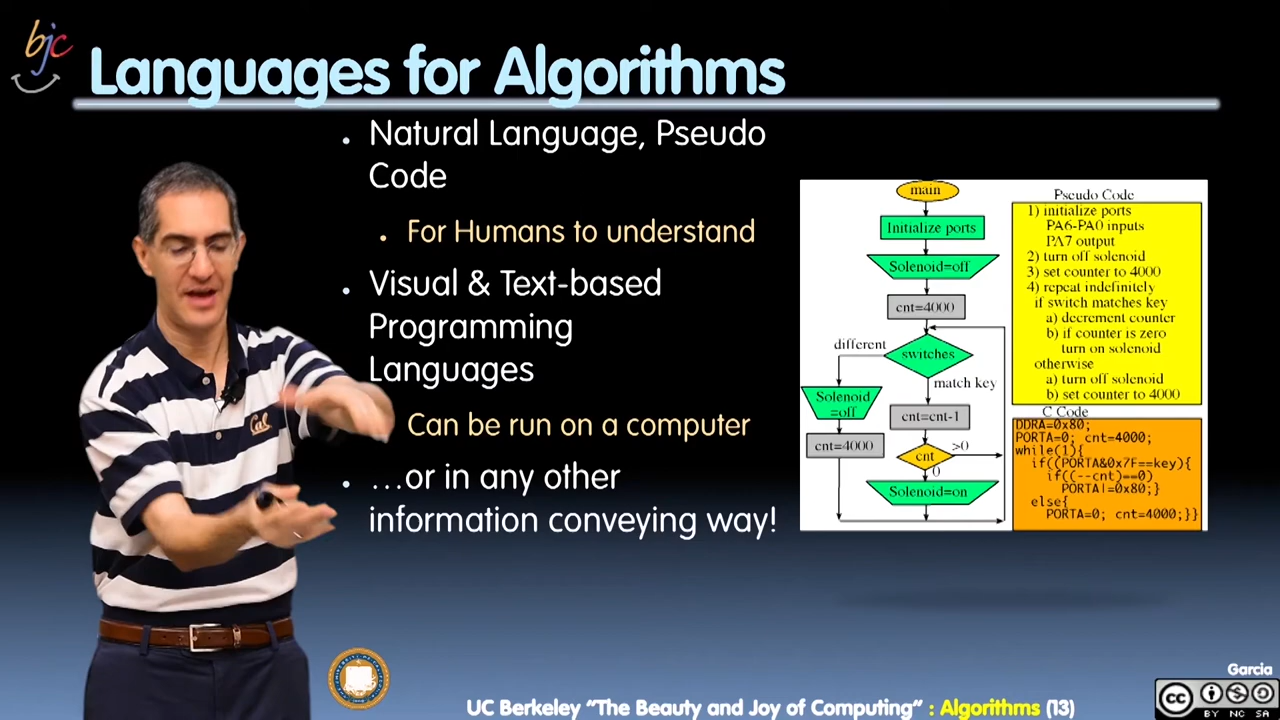 bjc
Languages for Algorithms
• Natural Language, Pseudo
Code
• For Humans to understand
• Visual & Text-based
Programming
Languages
Can be run on a computer
• …or in any other
information conveying way!
Cal
main
Initialize ports
Solenoid=off
cnt=4000
different
switches
match key
Solenoid
=off
cnt=cnt-1
cnt=4000
cnt
>0
0
Solenoid=on
Pseudo Code
1) initialize ports
PA6-PA0 inputs
PA7 output
2) turn off solenoid
3) set counter to 4000
4) repeat indefinitely
if switch matches key
a) decrement counter
b) if counter is zero
turn on solenoid
otherwise
a) turn off solenoid
b) set counter to 4000
C Code
DDRA=0x80;
PORTA=0; cnt=4000;
while(1){
if((PORTA&0x7F==key){
if((--cnt)==0)
PORTA|=0x80;}
else{
PORTA=0; cnt=4000;}}
Garcia
UC Berkeley "The Beauty and Joy of Computing" : Algorithms (13)
cc
BY NC SA